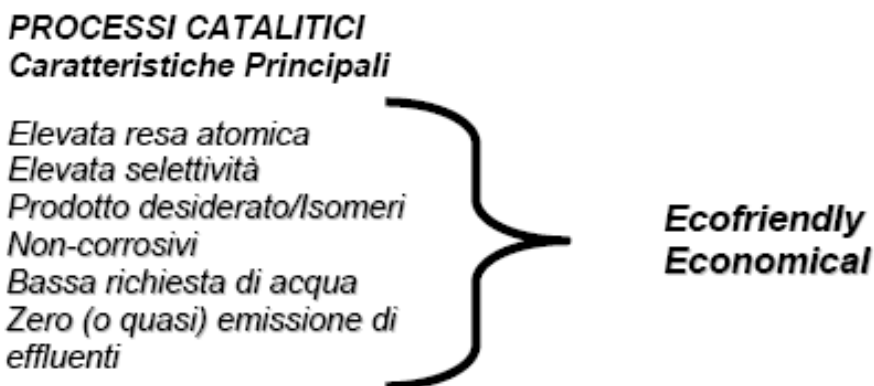 PROCESSI CATALITICI
Caratteristiche Principali
Elevata resa atomica
Elevata selettività
Prodotto desiderato/Isomeri
Non-corrosivi
Bassa richiesta di acqua
Zero (o quasi) emissione di
effluenti
Ecofriendly
Economical